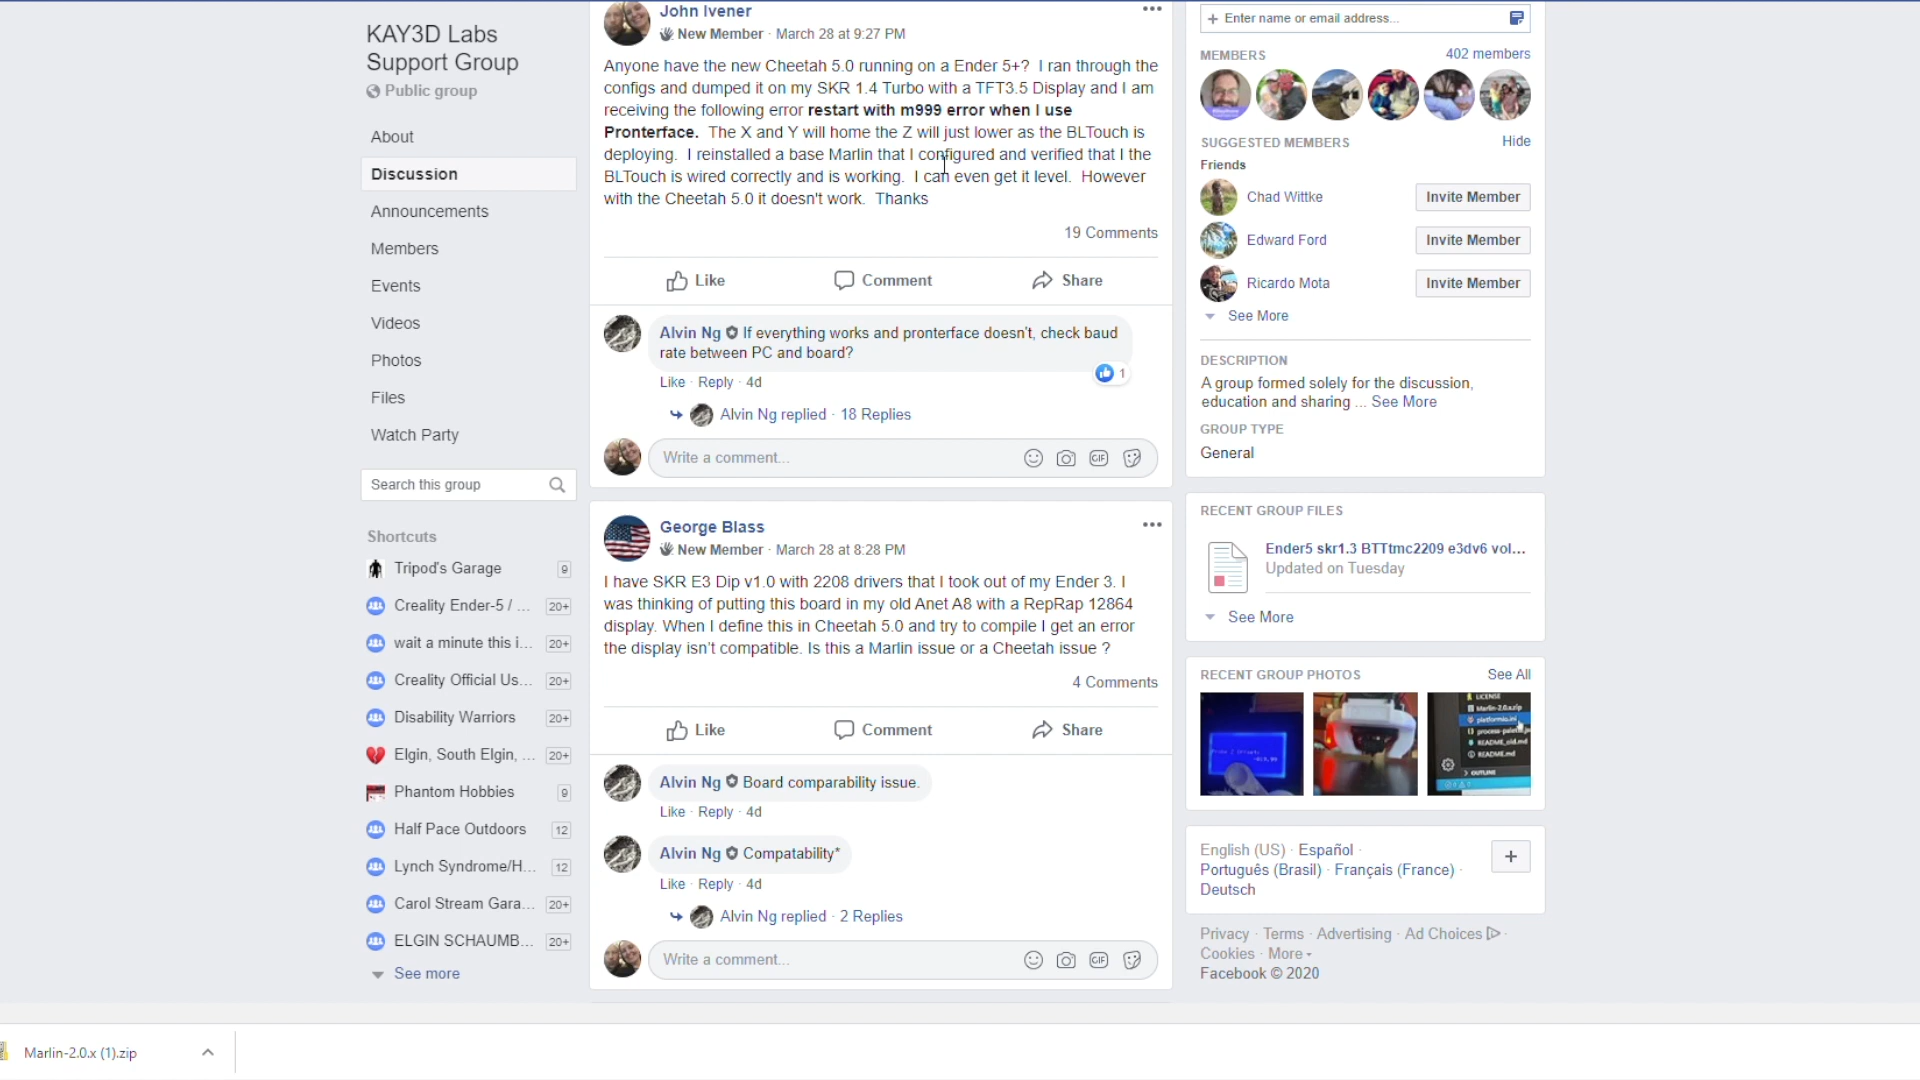 KAY3D Labs
Support Group
Public group
About
Discussion
Announcements
Members
Events
Videos
Photos
Files
Watch Party
Search this group
Shortcuts
Tripod's Garage 9
Creality Ender-5 / ... 20+
wait a minute this i... 20+
Creality Official Us... 20+
Disability Warriors 20+
Elgin, South Elgin, ... 20+
Phantom Hobbies 9
Half Pace Outdoors 12
Lynch Syndrome/H... 12
Carol Stream Gara... 20+
ELGIN SCHAUMB... 20+
See more
John Ivener
New Member · March 28 at 9:27 PM
Anyone have the new Cheetah 5.0 running on a Ender 5+? I ran through the
configs and dumped it on my SKR 1.4 Turbo with a TFT3.5 Display and I am
receiving the following error restart with m999 error when I use
Pronterface. The X and Y will home the Z will just lower as the BLTouch is
deploying. I reinstalled a base Marlin that I configured and verified that I the
BLTouch is wired correctly and is working. I can even get it level. However
with the Cheetah 5.0 it doesn't work. Thanks
19 Comments
Like Comment Share
Alvin Ng If everything works and pronterface doesn't, check baud
rate between PC and board?
1
Like · Reply · 4d
Alvin Ng replied · 18 Replies
Write a comment...
GIF
George Blass
New Member · March 28 at 8:28 PM
I have SKR E3 Dip v1.0 with 2208 drivers that I took out of my Ender 3. I
was thinking of putting this board in my old Anet A8 with a RepRap 12864
display. When I define this in Cheetah 5.0 and try to compile I get an error
the display isn't compatible. Is this a Marlin issue or a Cheetah issue ?
4 Comments
Like Comment Share
Alvin Ng Board comparability issue.
Like · Reply · 4d
Alvin Ng Compatability*
Like · Reply · 4d
Alvin Ng replied · 2 Replies
Write a comment...
GIF
+ Enter name or email address...
MEMBERS 402 members
SUGGESTED MEMBERS Hide
Friends
Chad Wittke Invite Member
Edward Ford Invite Member
Ricardo Mota Invite Member
See More
DESCRIPTION
A group formed solely for the discussion,
education and sharing ... See More
GROUP TYPE
General
RECENT GROUP FILES
Ender5 skr1.3 BTTtmc2209 e3dv6 vol...
Updated on Tuesday
See More
RECENT GROUP PHOTOS See All
LICENSE
Marlin-2.0.x.zip
platformio.ini
README_old.md
README.md
OUTLINE
English (US) · Español ·
Português (Brasil) · Français (France) ·
Deutsch
+
Privacy · Terms · Advertising · Ad Choices ·
Cookies · More
Facebook © 2020
Marlin-2.0.x (1).zip